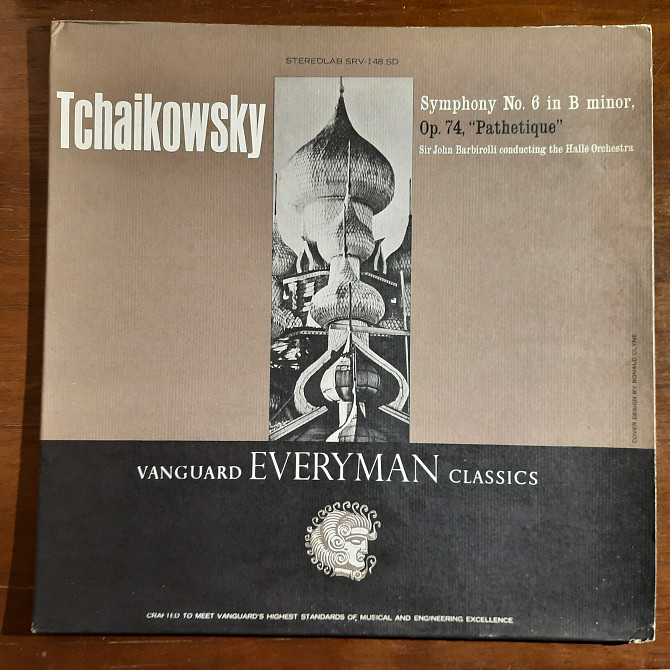 STEREOLAB SRV-148 SD
Tchaikowsky
Symphony No. 6 in B minor,
Op. 74, "Pathetique"
Sir John Barbirolli conducting the Halle Orchestra
COVER DESIGN BY RONALD CLYNE
VANGUARD EVERYMAN CLASSICS
CRAFTED TO MEET VANGUARD'S HIGHEST STANDARDS OF MUSICAL AND ENGINEERING EXCELLENCE